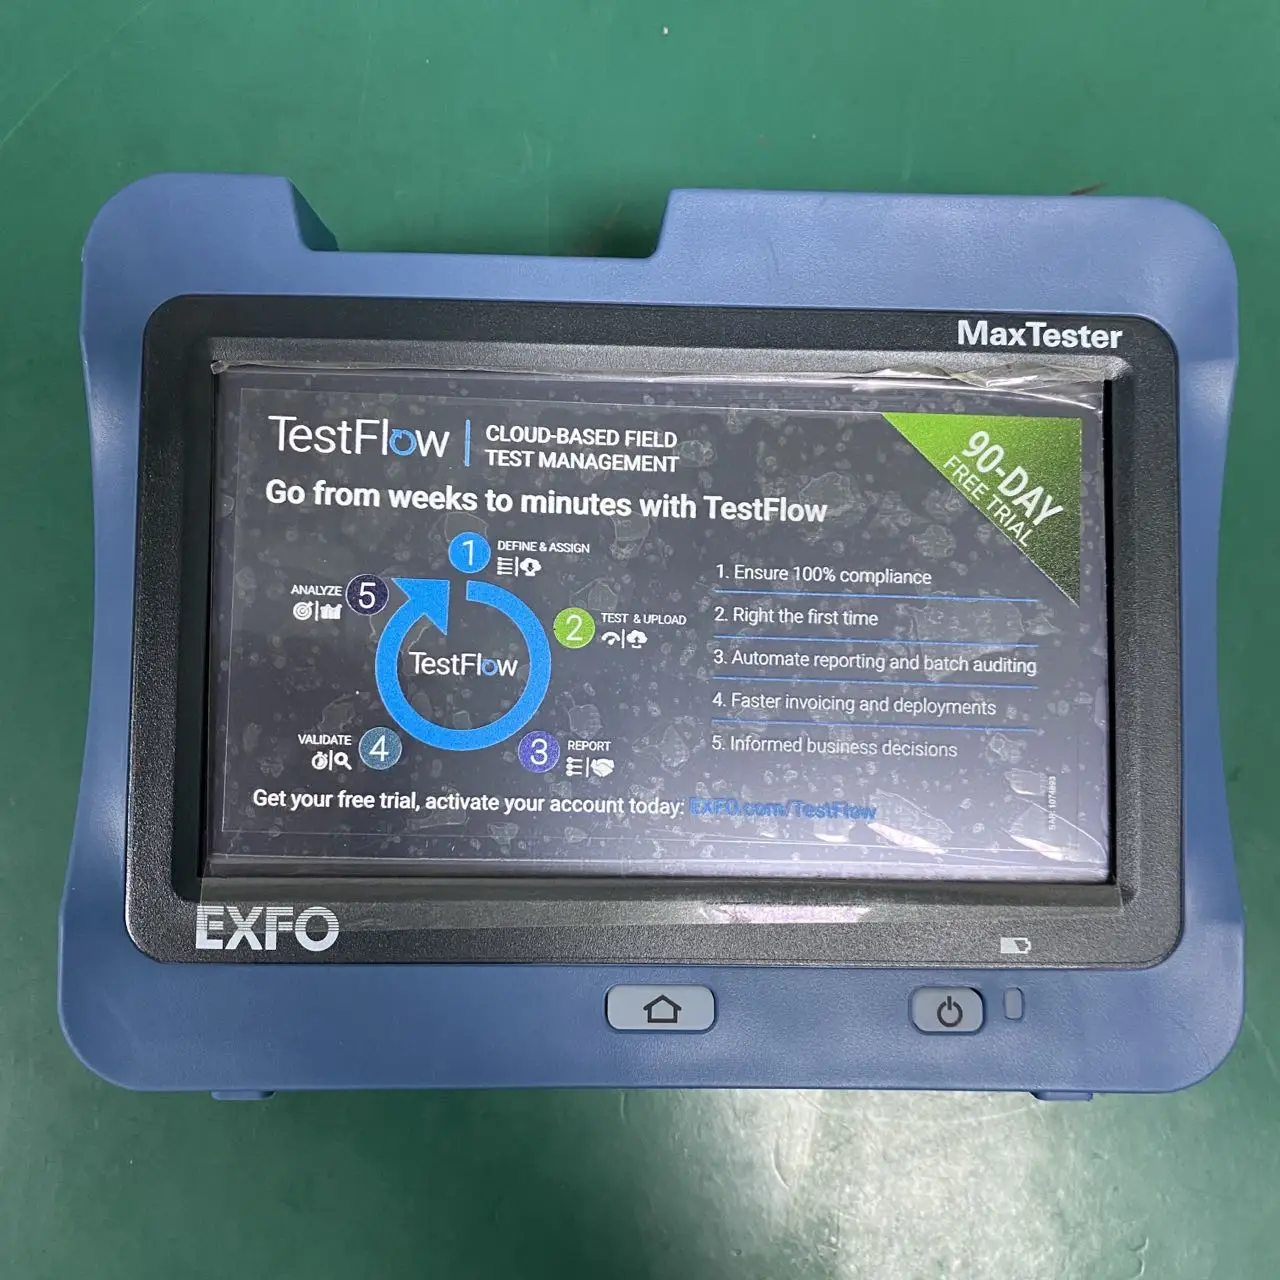 MaxTester
TestFlow
CLOUD-BASED FIELD
TEST MANAGEMENT
90-DAY
FREE TRIAL
Go from weeks to minutes with TestFlow
1 DEFINE & ASSIGN
ANALYZE 5
2 TEST & UPLOAD
TestFlow
VALIDATE 4
3 REPORT
1. Ensure 100% compliance
2. Right the first time
3. Automate reporting and batch auditing
4. Faster invoicing and deployments
5. Informed business decisions
Get your free trial, activate your account today: EXFO.com/TestFlow
EXFO